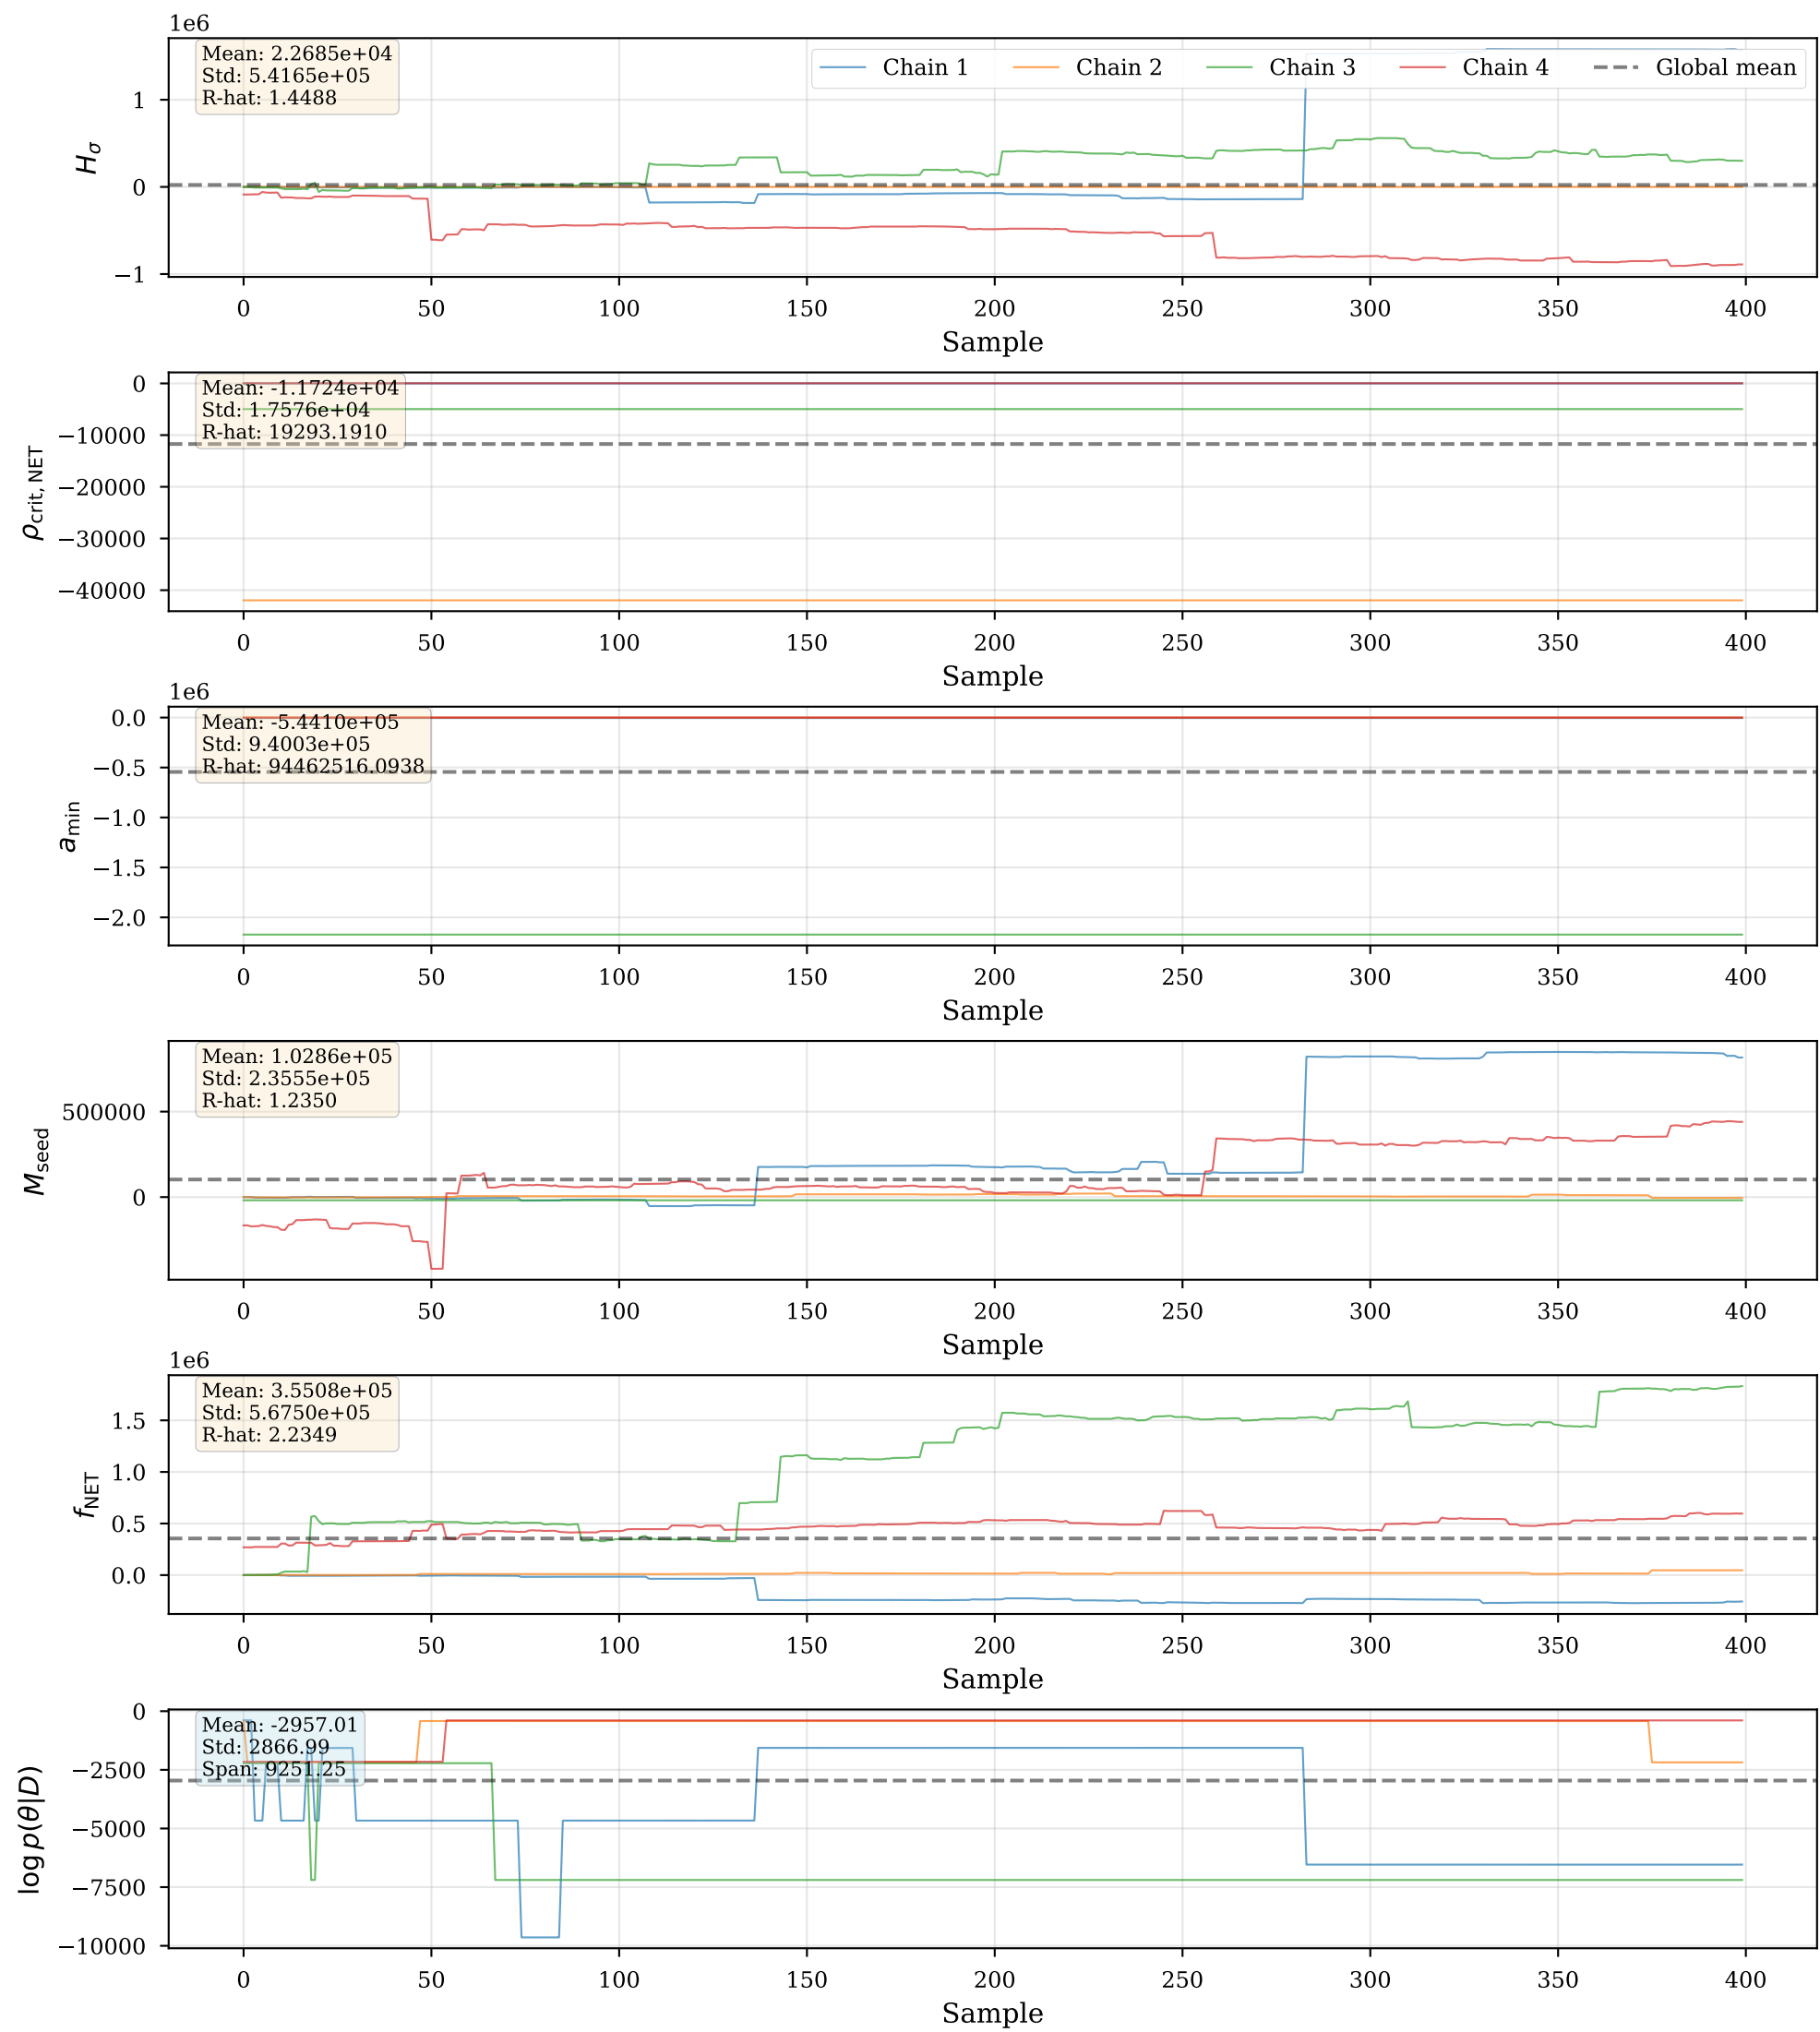 1e6
Mean: 2.2685e+04
Std: 5.4165e+05
R-hat: 1.4488
Chain 1 Chain 2 Chain 3 Chain 4 Global mean
1
0
−1
Hσ
0 50 100 150 200 250 300 350 400
Sample
Mean: -1.1724e+04
Std: 1.7576e+04
R-hat: 19293.1910
0
−10000
−20000
−30000
−40000
ρcrit, NET
0 50 100 150 200 250 300 350 400
Sample
1e6
Mean: -5.4410e+05
Std: 9.4003e+05
R-hat: 94462516.0938
0.0
−0.5
−1.0
−1.5
−2.0
amin
0 50 100 150 200 250 300 350 400
Sample
Mean: 1.0286e+05
Std: 2.3555e+05
R-hat: 1.2350
500000
0
Mseed
0 50 100 150 200 250 300 350 400
Sample
1e6
Mean: 3.5508e+05
Std: 5.6750e+05
R-hat: 2.2349
1.5
1.0
0.5
0.0
fNET
0 50 100 150 200 250 300 350 400
Sample
Mean: -2957.01
Std: 2866.99
Span: 9251.25
0
−2500
−5000
−7500
−10000
log p(θ|D)
0 50 100 150 200 250 300 350 400
Sample